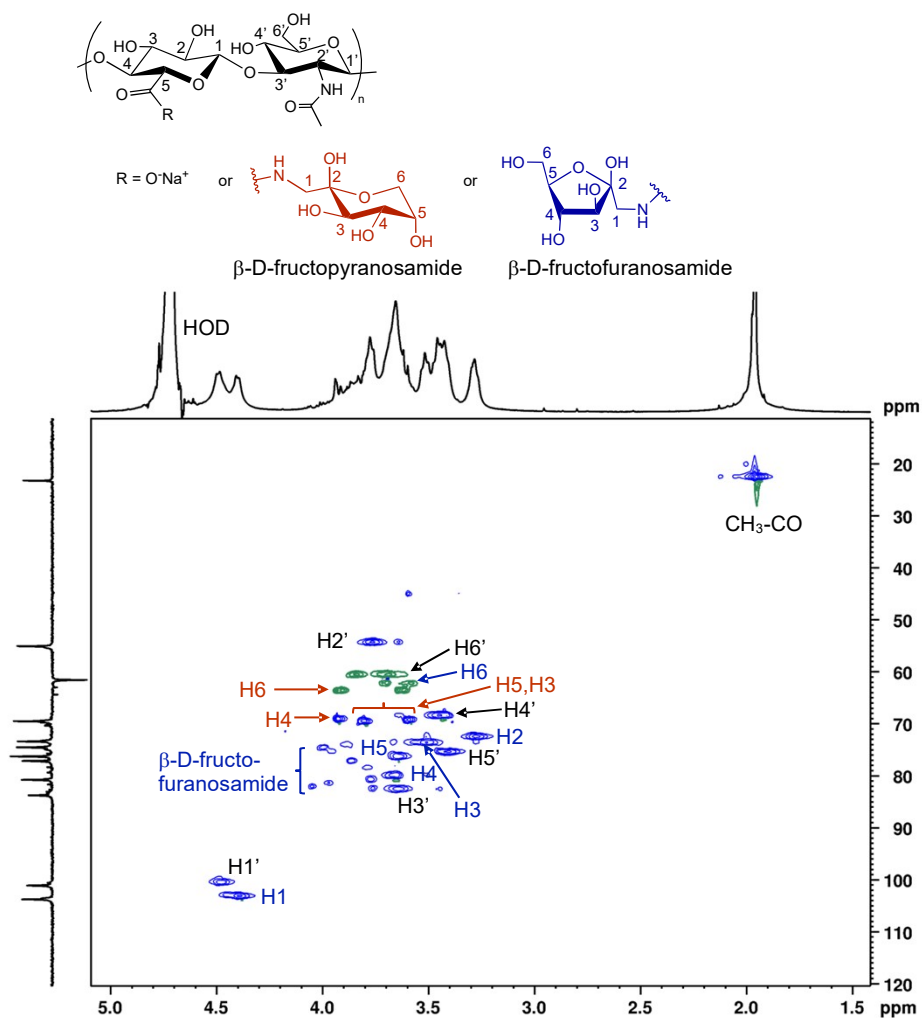 OH
HO 3 2 OH 1 4' 6' 5' O
O 4 5 O O HO 3' 2' 1'
O NH n
R O
R = O⁻Na⁺ or or
H N 1 OH 2 O 6 HO 3 HO 4 5 OH
HO 6 5 O OH 2 HO 4 3 1 N H HO
β-D-fructopyranosamide β-D-fructofuranosamide
HOD
ppm
20
CH₃-CO
30
40
50
H2'
H6'
60
H6
H6
H5,H3
H4
H4'
70
H2
H5
H5'
β-D-fructo-
furanosamide
H4
80
H3'
H3
90
H1'
100
H1
110
120
5.0 4.5 4.0 3.5 3.0 2.5 2.0 1.5 ppm